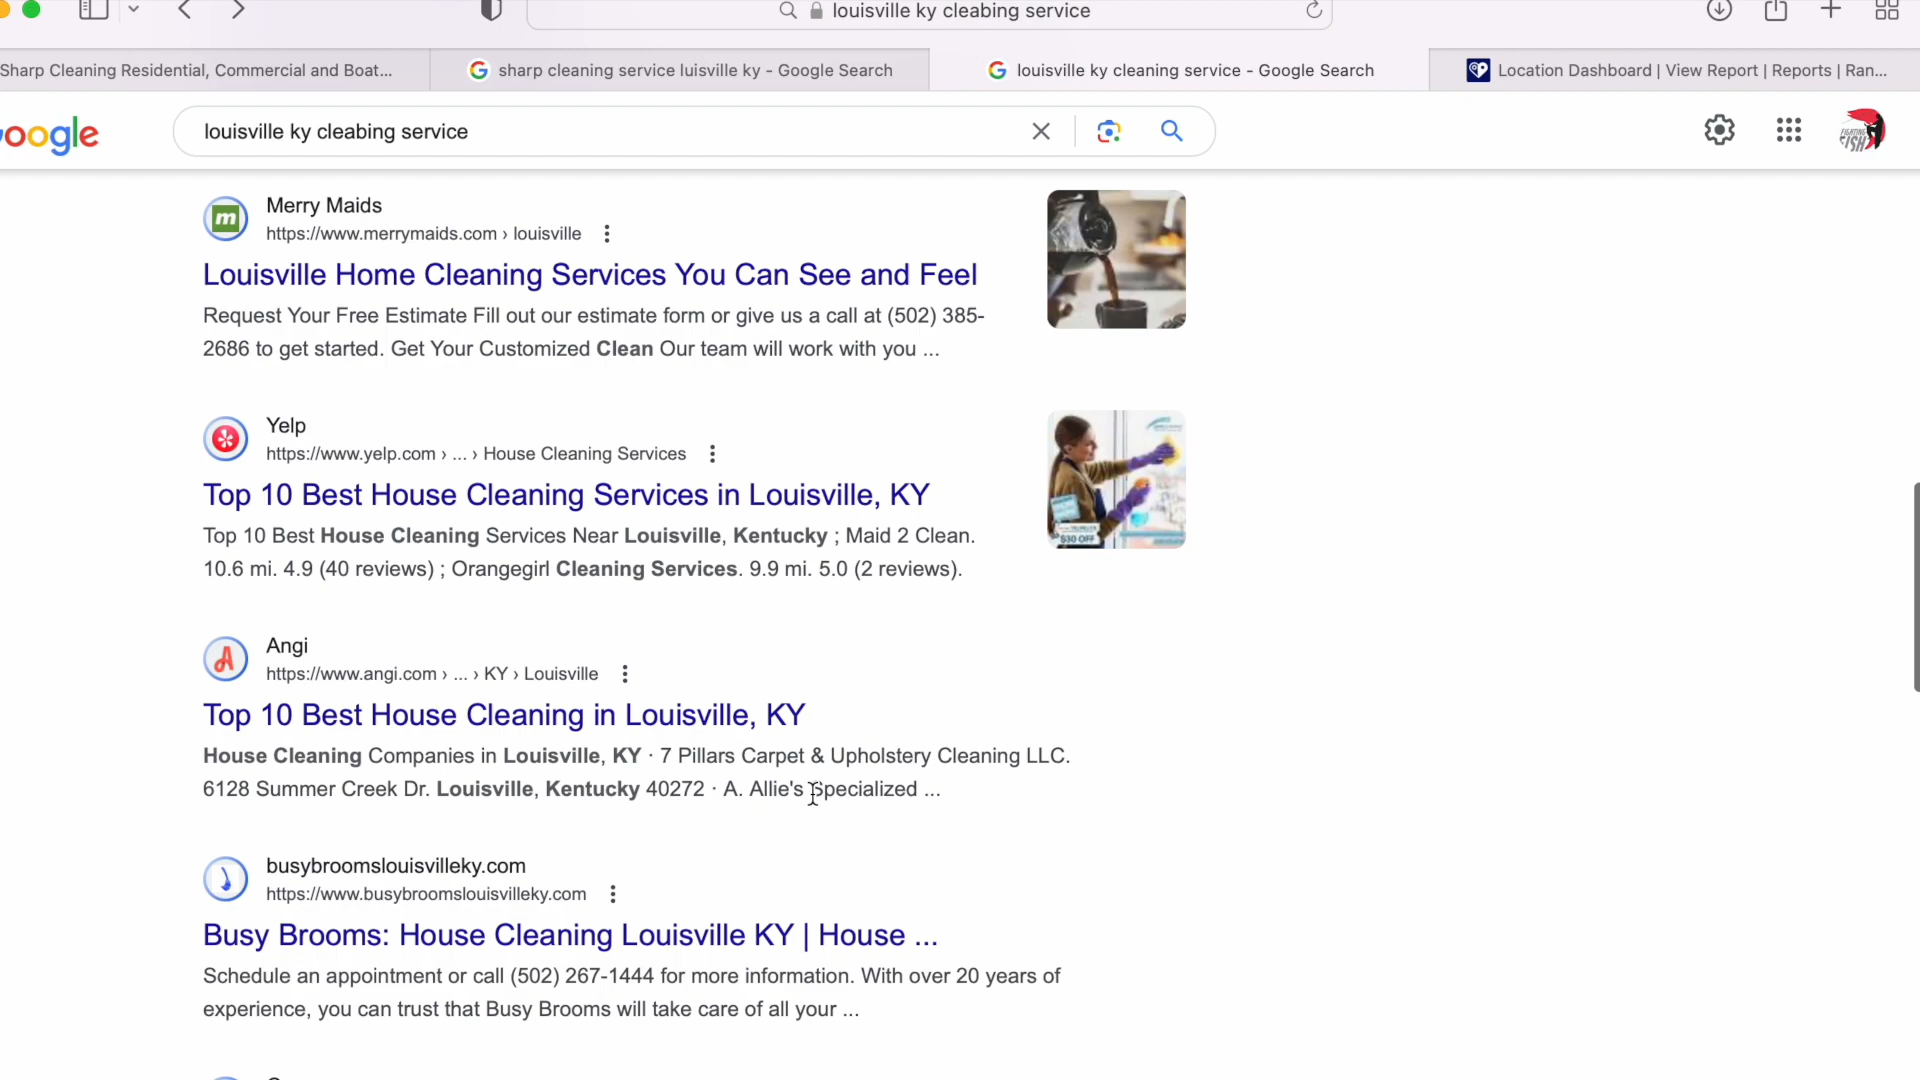 louisville ky cleabing service
Sharp Cleaning Residential, Commercial and Boat...
sharp cleaning service luisville ky - Google Search
louisville ky cleaning service - Google Search
Location Dashboard | View Report | Reports | Ran...
oogle
louisville ky cleabing service
FIGHTING
FISH
Merry Maids
https://www.merrymaids.com › louisville
Louisville Home Cleaning Services You Can See and Feel
Request Your Free Estimate Fill out our estimate form or give us a call at (502) 385-
2686 to get started. Get Your Customized Clean Our team will work with you ...
Yelp
https://www.yelp.com › ... › House Cleaning Services
Top 10 Best House Cleaning Services in Louisville, KY
Top 10 Best House Cleaning Services Near Louisville, Kentucky ; Maid 2 Clean.
10.6 mi. 4.9 (40 reviews) ; Orangegirl Cleaning Services. 9.9 mi. 5.0 (2 reviews).
$30 OFF
Angi
https://www.angi.com › ... › KY › Louisville
Top 10 Best House Cleaning in Louisville, KY
House Cleaning Companies in Louisville, KY · 7 Pillars Carpet & Upholstery Cleaning LLC.
6128 Summer Creek Dr. Louisville, Kentucky 40272 · A. Allie's Specialized ...
busybroomslouisvilleky.com
https://www.busybroomslouisvilleky.com
Busy Brooms: House Cleaning Louisville KY | House ...
Schedule an appointment or call (502) 267-1444 for more information. With over 20 years of
experience, you can trust that Busy Brooms will take care of all your ...